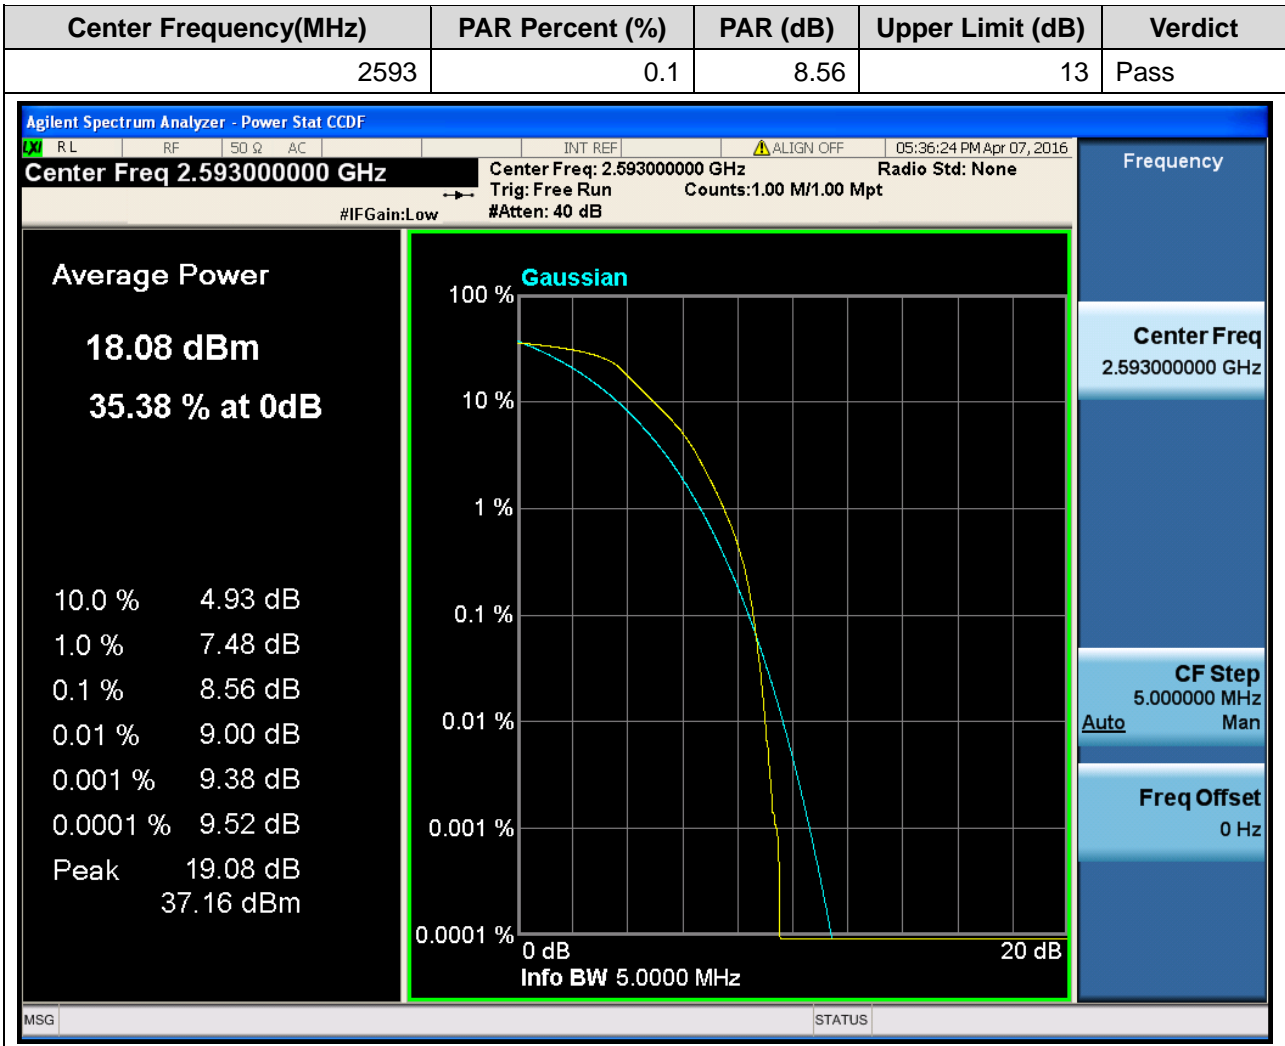 Center Frequency(MHz) PAR Percent (%) PAR (dB) Upper Limit (dB) Verdict
2593 0.1 8.56 13 Pass
Agilent Spectrum Analyzer - Power Stat CCDF
LXI RL RF 50 Ω AC INT REF ALIGN OFF 05:36:24 PM Apr 07, 2016
Center Freq 2.593000000 GHz
Center Freq: 2.593000000 GHz Radio Std: None
Trig: Free Run Counts:1.00 M/1.00 Mpt
#IFGain:Low #Atten: 40 dB
Frequency
Average Power
18.08 dBm
35.38 % at 0dB
10.0 % 4.93 dB
1.0 % 7.48 dB
0.1 % 8.56 dB
0.01 % 9.00 dB
0.001 % 9.38 dB
0.0001 % 9.52 dB
Peak 19.08 dB
37.16 dBm
Gaussian
100 %
10 %
1 %
0.1 %
0.01 %
0.001 %
0.0001 %
0 dB 20 dB
Info BW 5.0000 MHz
Center Freq
2.593000000 GHz
CF Step
5.000000 MHz
Auto Man
Freq Offset
0 Hz
MSG STATUS